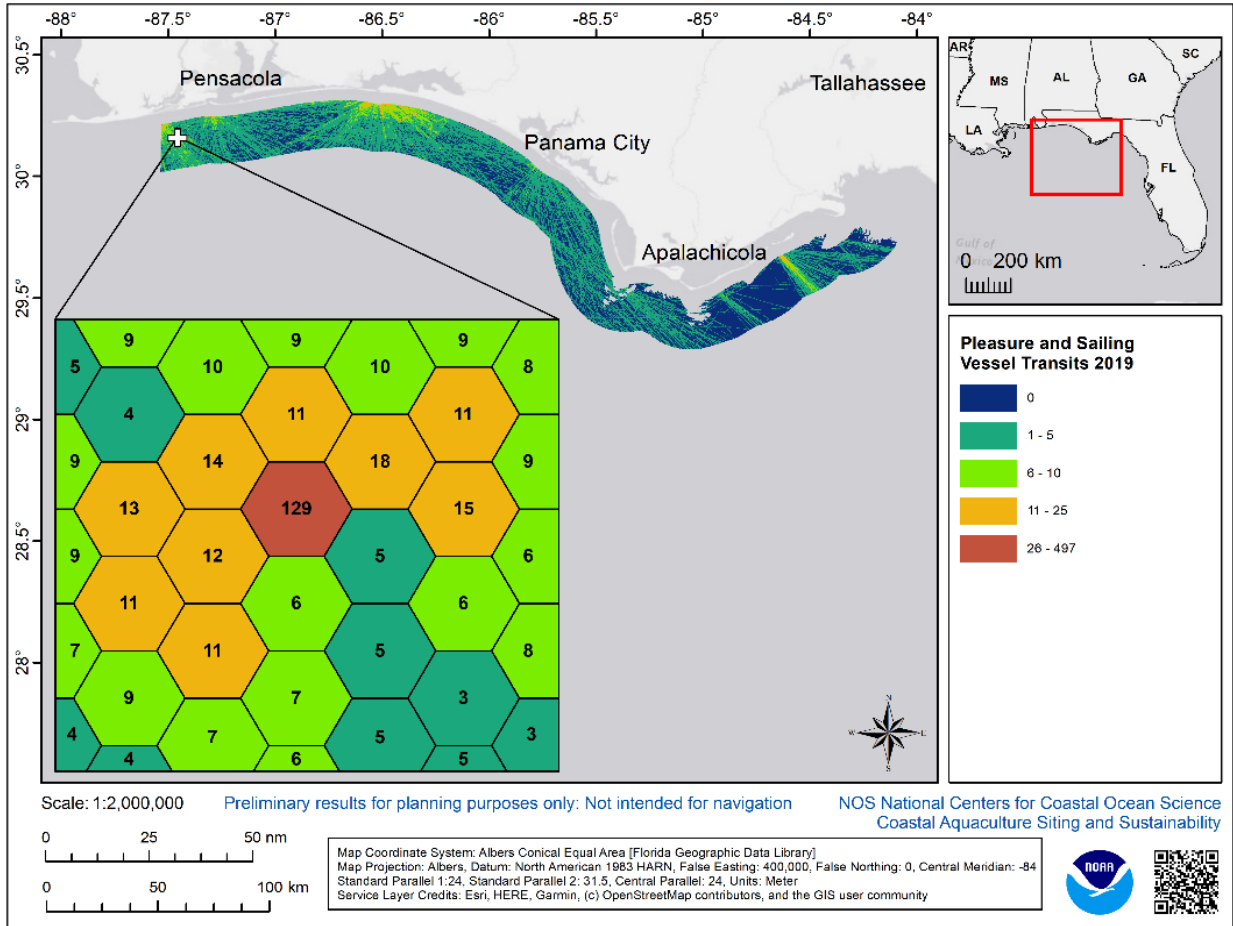 -88° -87.5° -87° -86.5° -86° -85.5° -85° -84.5° -84°
30.5°
30°
29.5°
29°
28.5°
28°
Pensacola
Tallahassee
Panama City
Apalachicola
9 9 9
5 10 10 8
4 11 11
9 14 18 9
13 129 15
9 12 5 6
11 6 6
7 11 5 8
9 7 3
4 7 5 3
4 6 5
N
W E
S
AR
SC
MS
AL
GA
LA
FL
Gulf of
Mexico
0 200 km
Pleasure and Sailing
Vessel Transits 2019
0
1 - 5
6 - 10
11 - 25
26 - 497
Scale: 1:2,000,000
Preliminary results for planning purposes only: Not intended for navigation
NOS National Centers for Coastal Ocean Science
Coastal Aquaculture Siting and Sustainability
0 25 50 nm
0 50 100 km
Map Coordinate System: Albers Conical Equal Area [Florida Geographic Data Library]
Map Projection: Albers, Datum: North American 1983 HARN, False Easting: 400,000, False Northing: 0, Central Meridian: -84
Standard Parallel 1:24, Standard Parallel 2: 31.5, Central Parallel: 24, Units: Meter
Service Layer Credits: Esri, HERE, Garmin, (c) OpenStreetMap contributors, and the GIS user community
NOAA